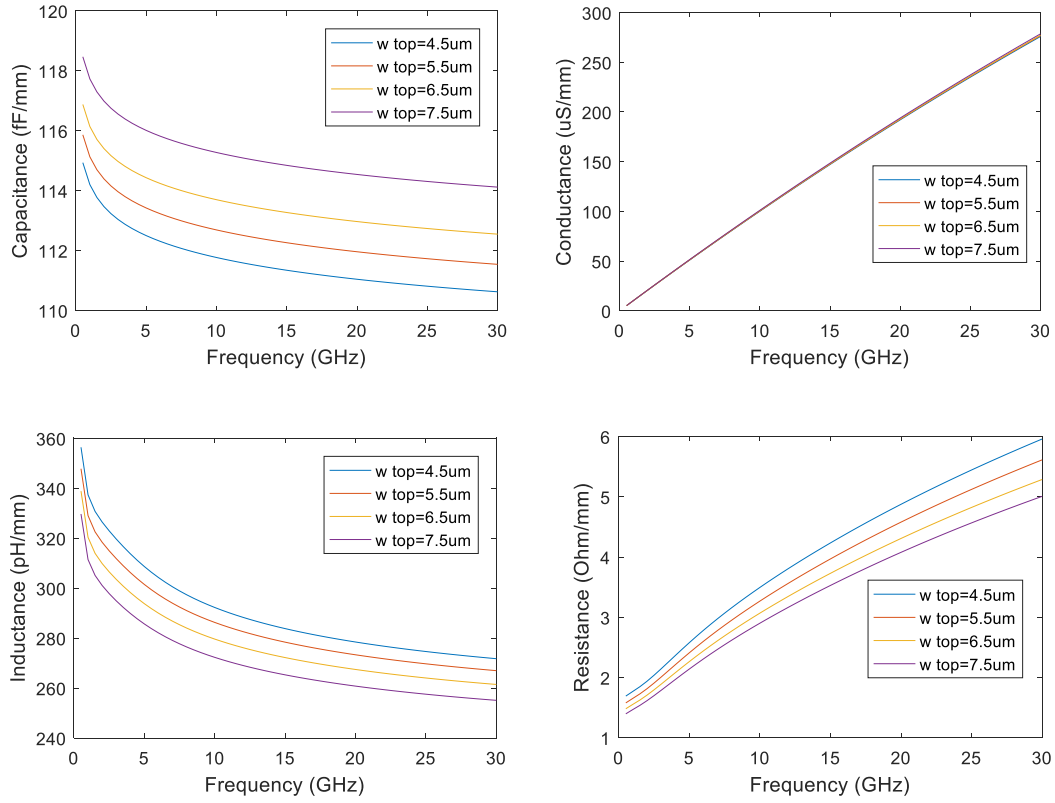 120
118
116
114
112
110
Capacitance (fF/mm)
w top=4.5um
w top=5.5um
w top=6.5um
w top=7.5um
0 5 10 15 20 25 30
Frequency (GHz)
300
250
200
150
100
50
0
Conductance (uS/mm)
w top=4.5um
w top=5.5um
w top=6.5um
w top=7.5um
0 5 10 15 20 25 30
Frequency (GHz)
360
340
320
300
280
260
240
Inductance (pH/mm)
w top=4.5um
w top=5.5um
w top=6.5um
w top=7.5um
0 5 10 15 20 25 30
Frequency (GHz)
6
5
4
3
2
1
Resistance (Ohm/mm)
w top=4.5um
w top=5.5um
w top=6.5um
w top=7.5um
0 5 10 15 20 25 30
Frequency (GHz)